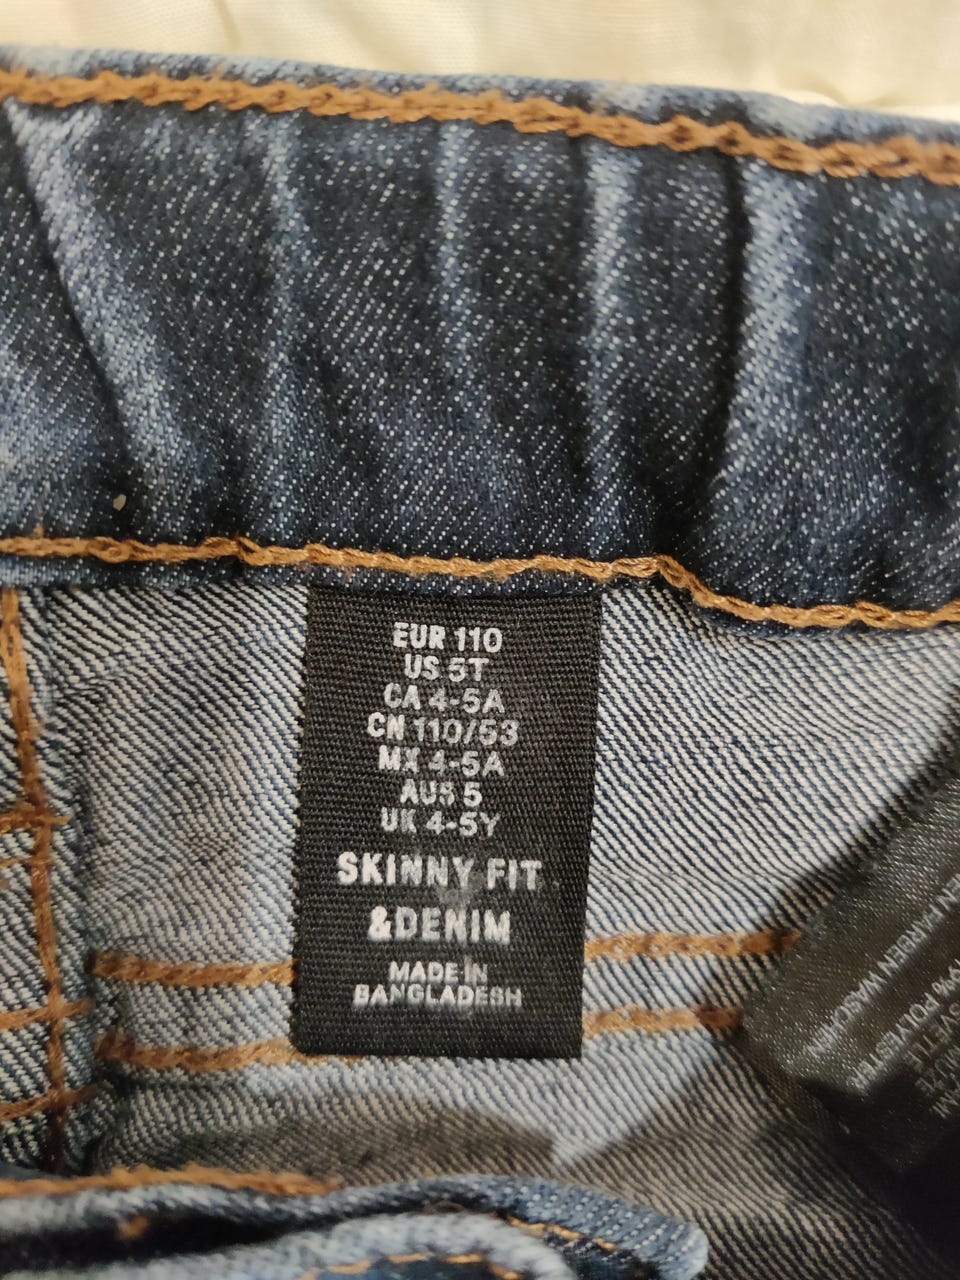 EUR 110
US 5T
CA 4-5A
CN 110/53
MX 4-5A
AUS 5
UK 4-5Y
SKINNY FIT
&DENIM
MADE IN
BANGLADESH
POLYESTER